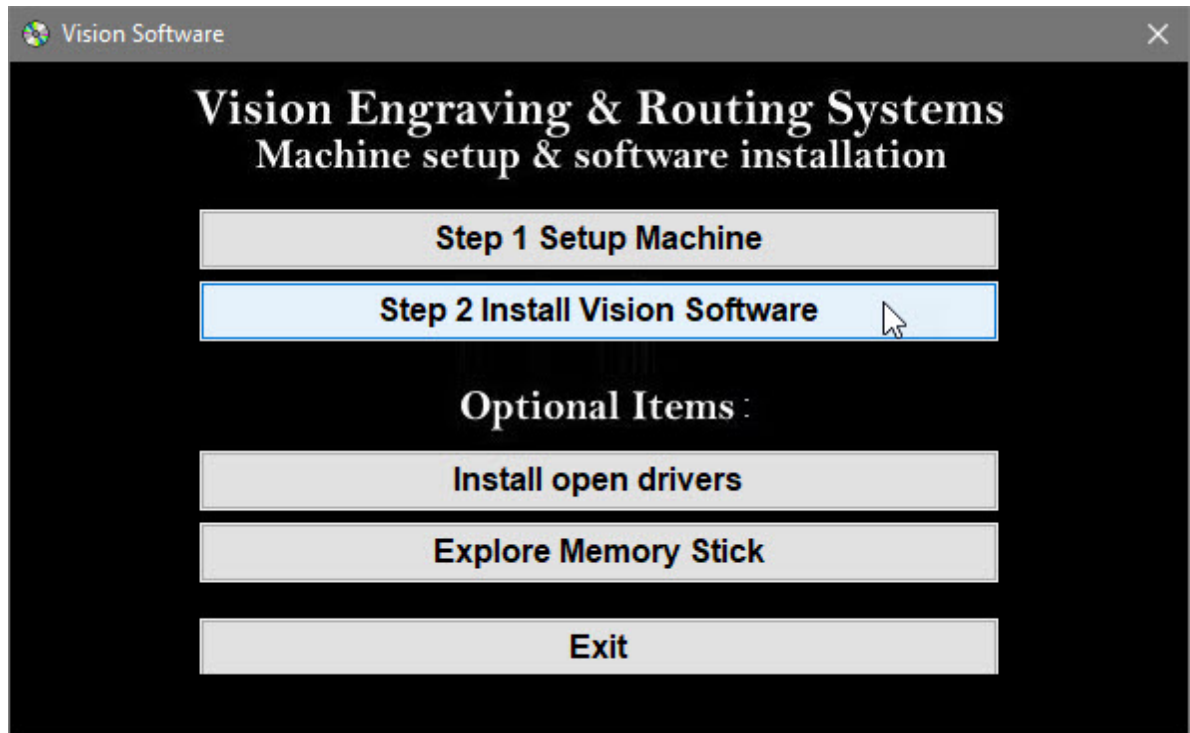 Vision Software
Vision Engraving & Routing Systems
Machine setup & software installation
Step 1 Setup Machine
Step 2 Install Vision Software
Optional Items:
Install open drivers
Explore Memory Stick
Exit